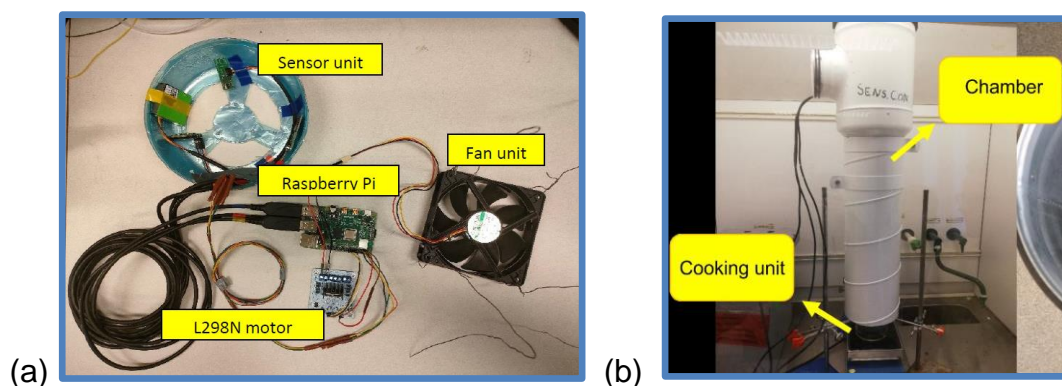 Sensor unit
Fan unit
Raspberry Pi
L298N motor
(a)
SENS.CON
Chamber
Cooking unit
(b)